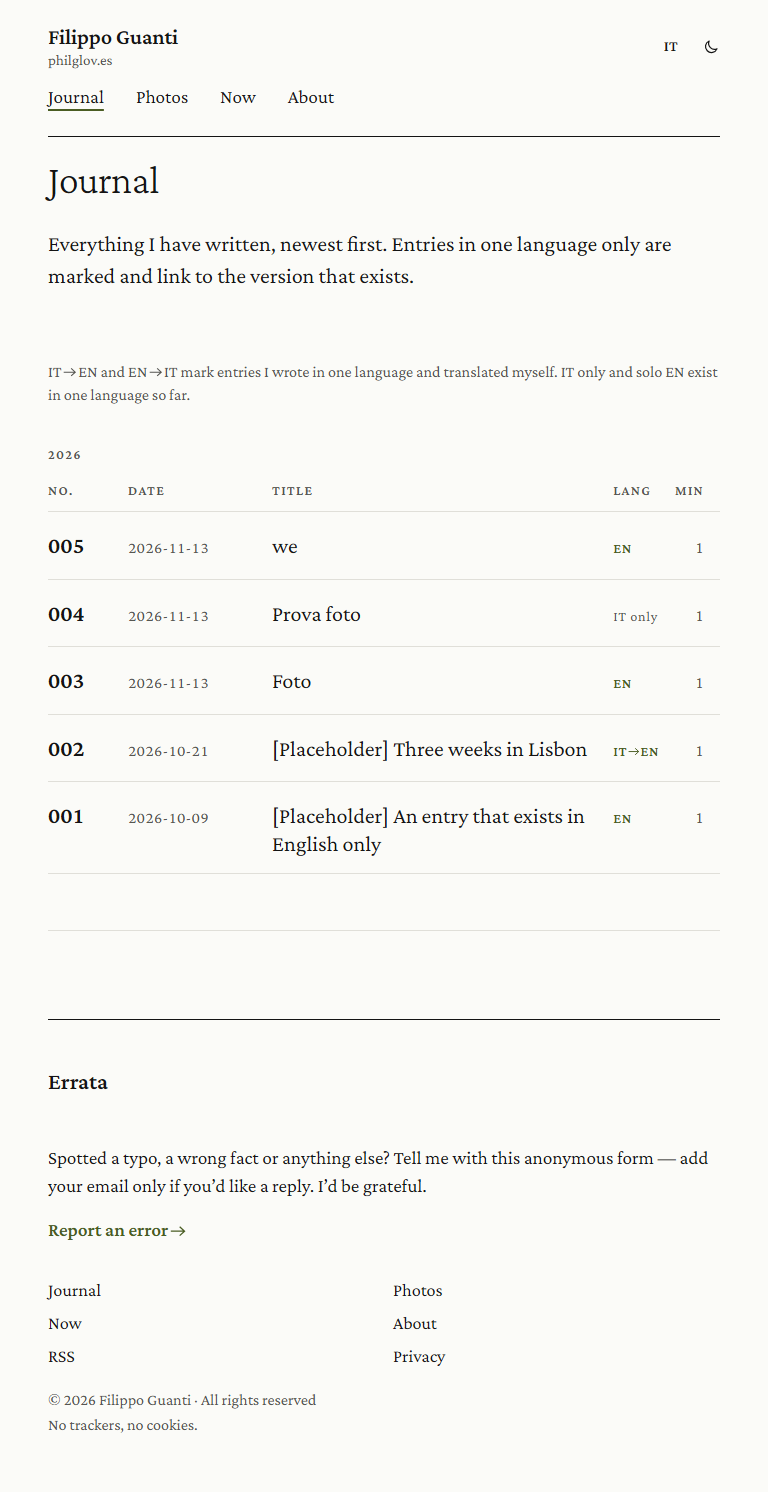 Filippo Guanti
philglov.es
IT
Journal Photos Now About
Journal
Everything I have written, newest first. Entries in one language only are
marked and link to the version that exists.
IT→EN and EN→IT mark entries I wrote in one language and translated myself. IT only and solo EN exist
in one language so far.
2026
NO. DATE TITLE LANG MIN
005 2026-11-13 we EN 1
004 2026-11-13 Prova foto IT only 1
003 2026-11-13 Foto EN 1
002 2026-10-21 [Placeholder] Three weeks in Lisbon IT→EN 1
001 2026-10-09 [Placeholder] An entry that exists in EN 1
English only
Errata
Spotted a typo, a wrong fact or anything else? Tell me with this anonymous form — add
your email only if you’d like a reply. I’d be grateful.
Report an error→
Journal Photos
Now About
RSS Privacy
© 2026 Filippo Guanti · All rights reserved
No trackers, no cookies.